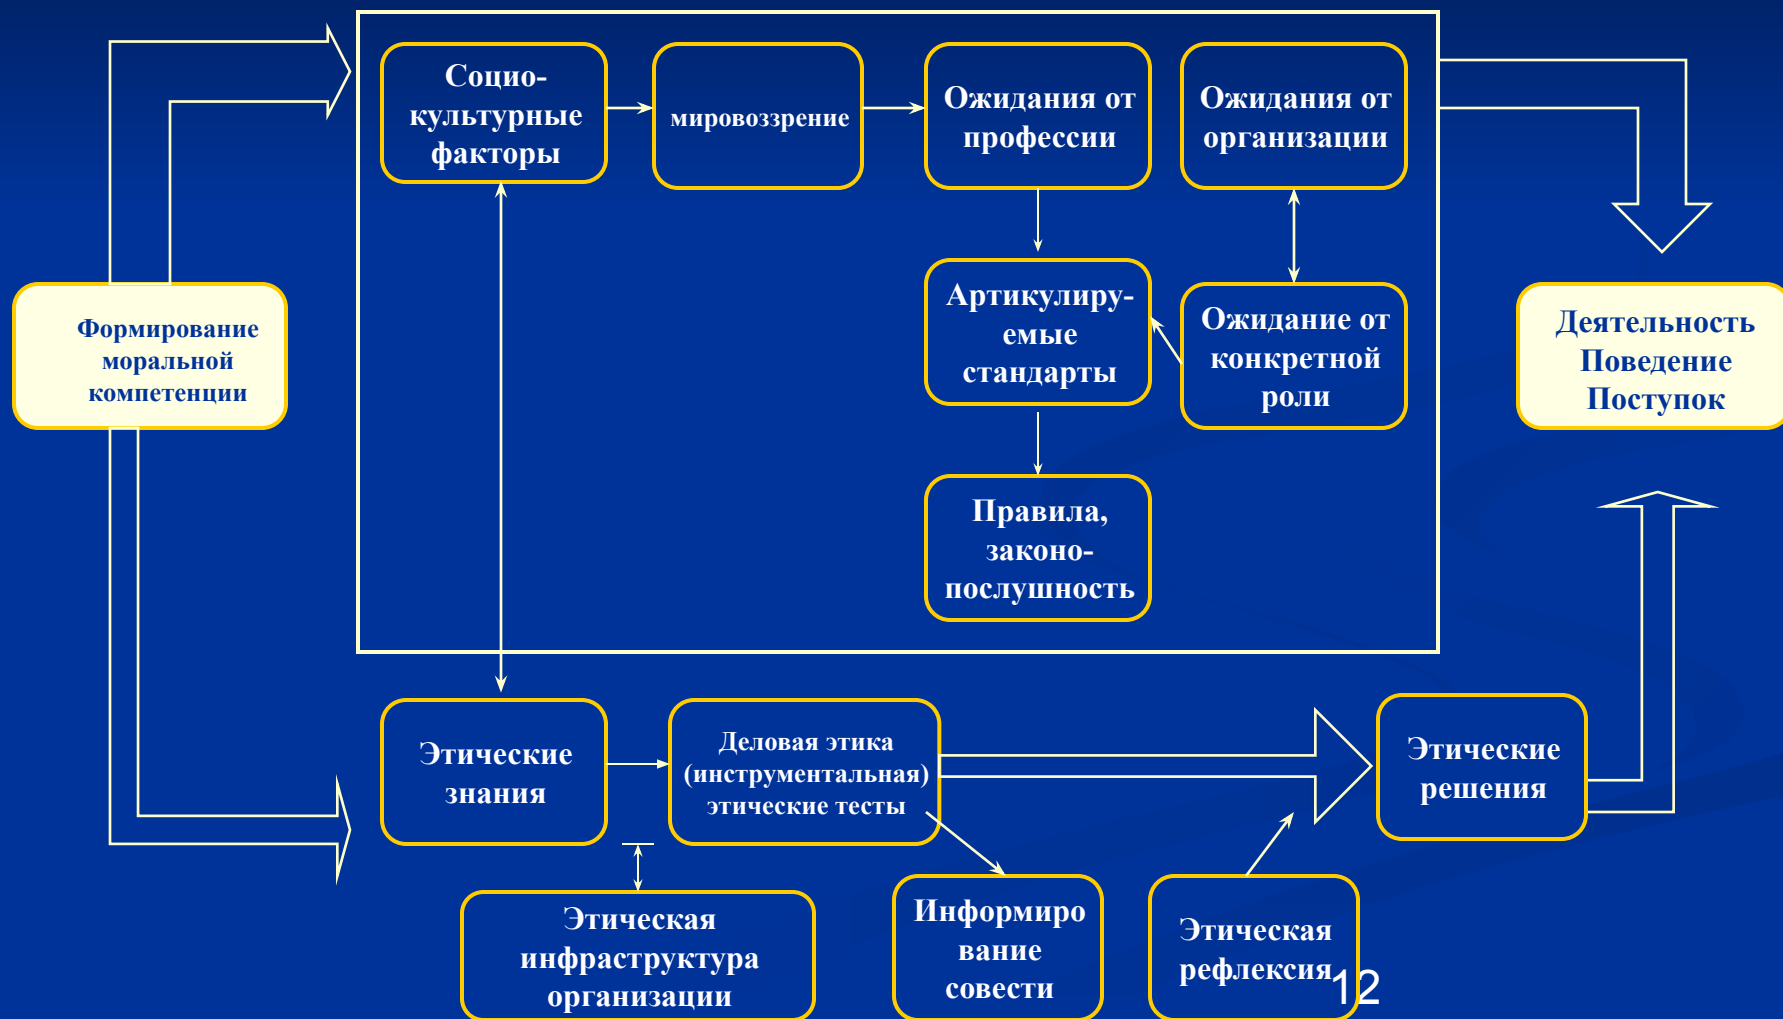 Социо-
культурные
факторы
мировоззрение
Ожидания от
профессии
Ожидания от
организации
Формирование
моральной
компетенции
Артикулиру-
емые
стандарты
Ожидание от
конкретной
роли
Деятельность
Поведение
Поступок
Правила,
законо-
послушность
Этические
знания
Деловая этика
(инструментальная)
этические тесты
Этические
решения
Этическая
инфраструктура
организации
Информиро
вание
совести
Этическая
рефлексия
12